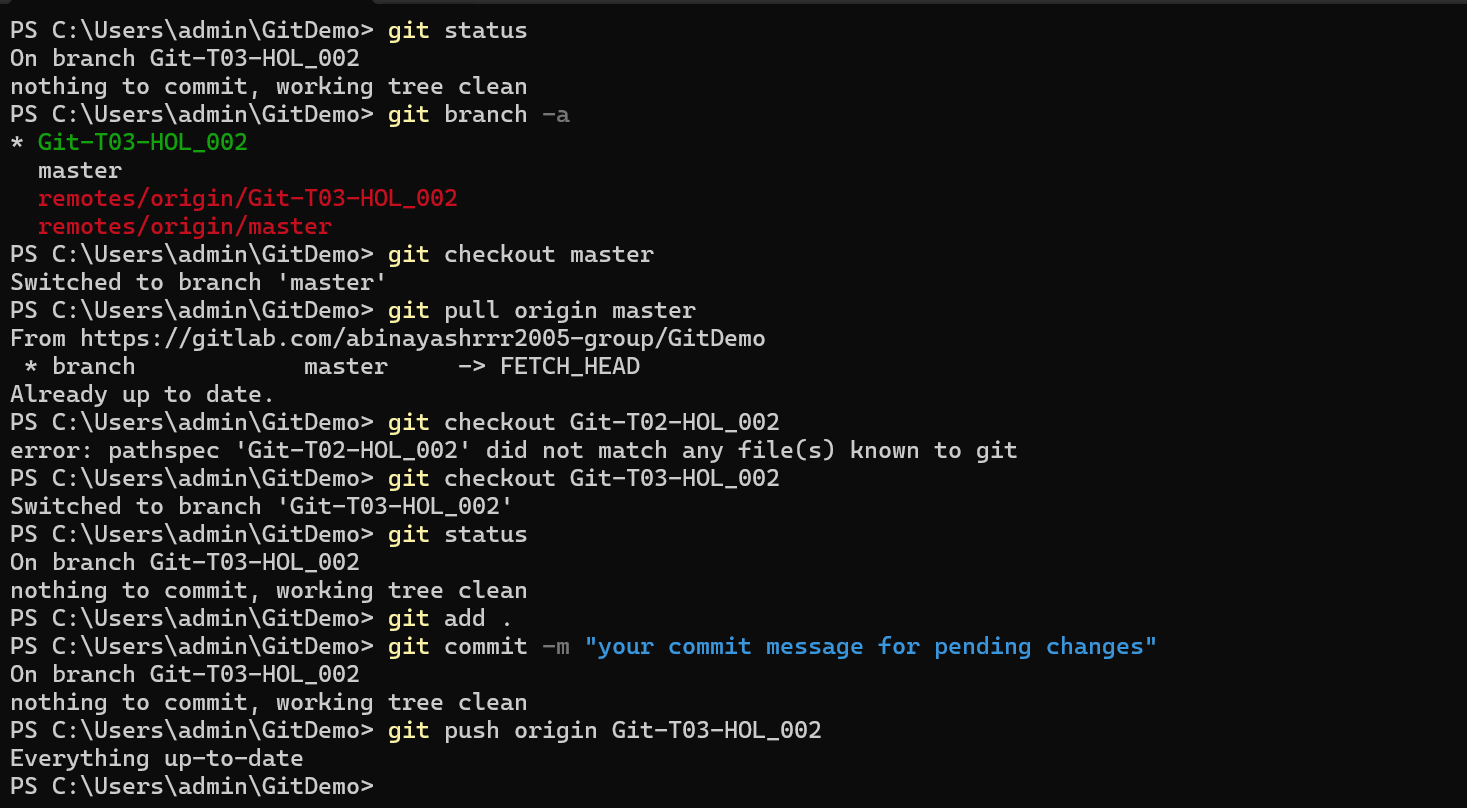 PS C:\Users\admin\GitDemo> git status
On branch Git-T03-HOL_002
nothing to commit, working tree clean
PS C:\Users\admin\GitDemo> git branch -a
* Git-T03-HOL_002
  master
  remotes/origin/Git-T03-HOL_002
  remotes/origin/master
PS C:\Users\admin\GitDemo> git checkout master
Switched to branch 'master'
PS C:\Users\admin\GitDemo> git pull origin master
From https://gitlab.com/abinayashrrr2005-group/GitDemo
 * branch            master     -> FETCH_HEAD
Already up to date.
PS C:\Users\admin\GitDemo> git checkout Git-T02-HOL_002
error: pathspec 'Git-T02-HOL_002' did not match any file(s) known to git
PS C:\Users\admin\GitDemo> git checkout Git-T03-HOL_002
Switched to branch 'Git-T03-HOL_002'
PS C:\Users\admin\GitDemo> git status
On branch Git-T03-HOL_002
nothing to commit, working tree clean
PS C:\Users\admin\GitDemo> git add .
PS C:\Users\admin\GitDemo> git commit -m "your commit message for pending changes"
On branch Git-T03-HOL_002
nothing to commit, working tree clean
PS C:\Users\admin\GitDemo> git push origin Git-T03-HOL_002
Everything up-to-date
PS C:\Users\admin\GitDemo>